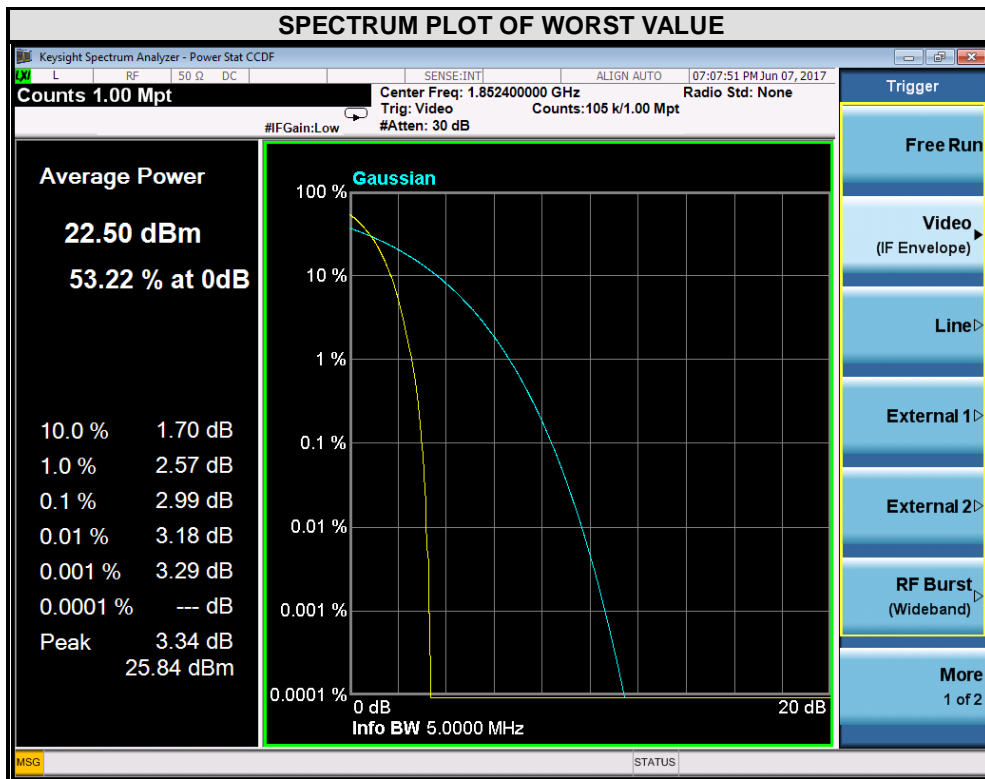 SPECTRUM PLOT OF WORST VALUE
Keysight Spectrum Analyzer - Power Stat CCDF
LXI L RF 50 Ω DC SENSE:INT ALIGN AUTO 07:07:51 PM Jun 07, 2017
Counts 1.00 Mpt
Center Freq: 1.852400000 GHz Radio Std: None
Trig: Video Counts:105 k/1.00 Mpt
#IFGain:Low #Atten: 30 dB
Average Power
22.50 dBm
53.22 % at 0dB
10.0 % 1.70 dB
1.0 % 2.57 dB
0.1 % 2.99 dB
0.01 % 3.18 dB
0.001 % 3.29 dB
0.0001 % --- dB
Peak 3.34 dB
25.84 dBm
Gaussian
100 %
10 %
1 %
0.1 %
0.01 %
0.001 %
0.0001 %
0 dB 20 dB
Info BW 5.0000 MHz
Trigger
Free Run
Video
(IF Envelope)
Line
External 1
External 2
RF Burst
(Wideband)
More
1 of 2
MSG STATUS